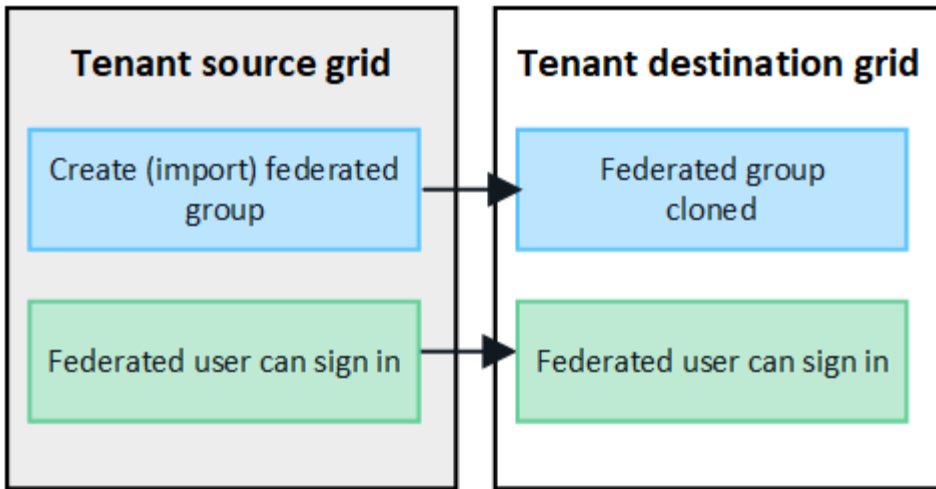 Tenant source grid
Create (import) federated
group
Federated user can sign in
Tenant destination grid
Federated group
cloned
Federated user can sign in